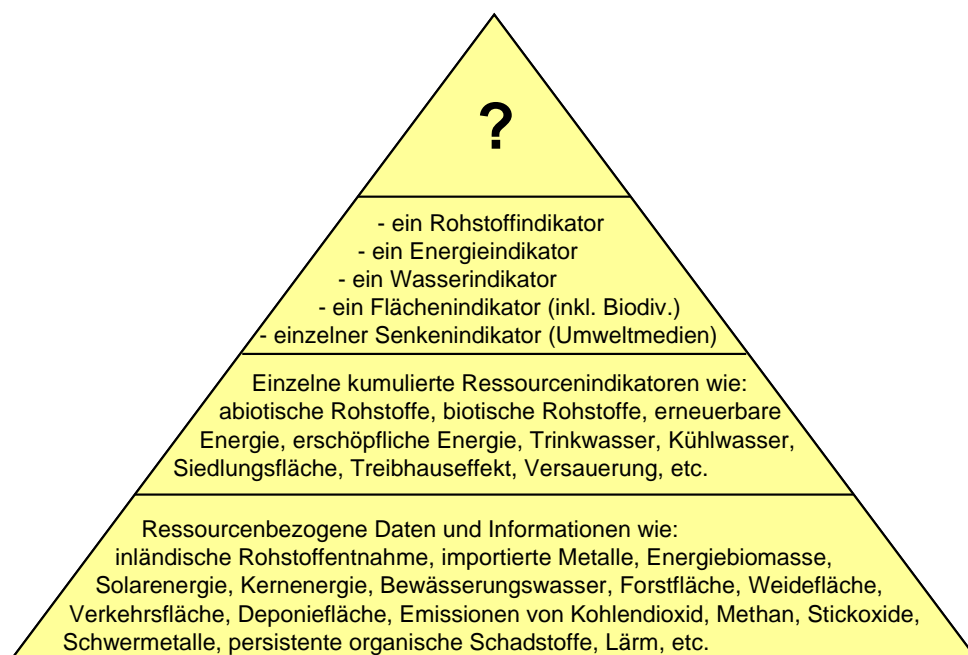 ?
- ein Rohstoffindikator
- ein Energieindikator
- ein Wasserindikator
- ein Flächenindikator (inkl. Biodiv.)
- einzelner Senkenindikator (Umweltmedien)
Einzelne kumulierte Ressourcenindikatoren wie:
abiotische Rohstoffe, biotische Rohstoffe, erneuerbare
Energie, erschöpfliche Energie, Trinkwasser, Kühlwasser,
Siedlungsfläche, Treibhauseffekt, Versauerung, etc.
Ressourcenbezogene Daten und Informationen wie:
inländische Rohstoffentnahme, importierte Metalle, Energiebiomasse,
Solarenergie, Kernenergie, Bewässerungswasser, Forstfläche, Weidefläche,
Verkehrsfläche, Deponiefläche, Emissionen von Kohlendioxid, Methan, Stickoxide,
Schwermetalle, persistente organische Schadstoffe, Lärm, etc.